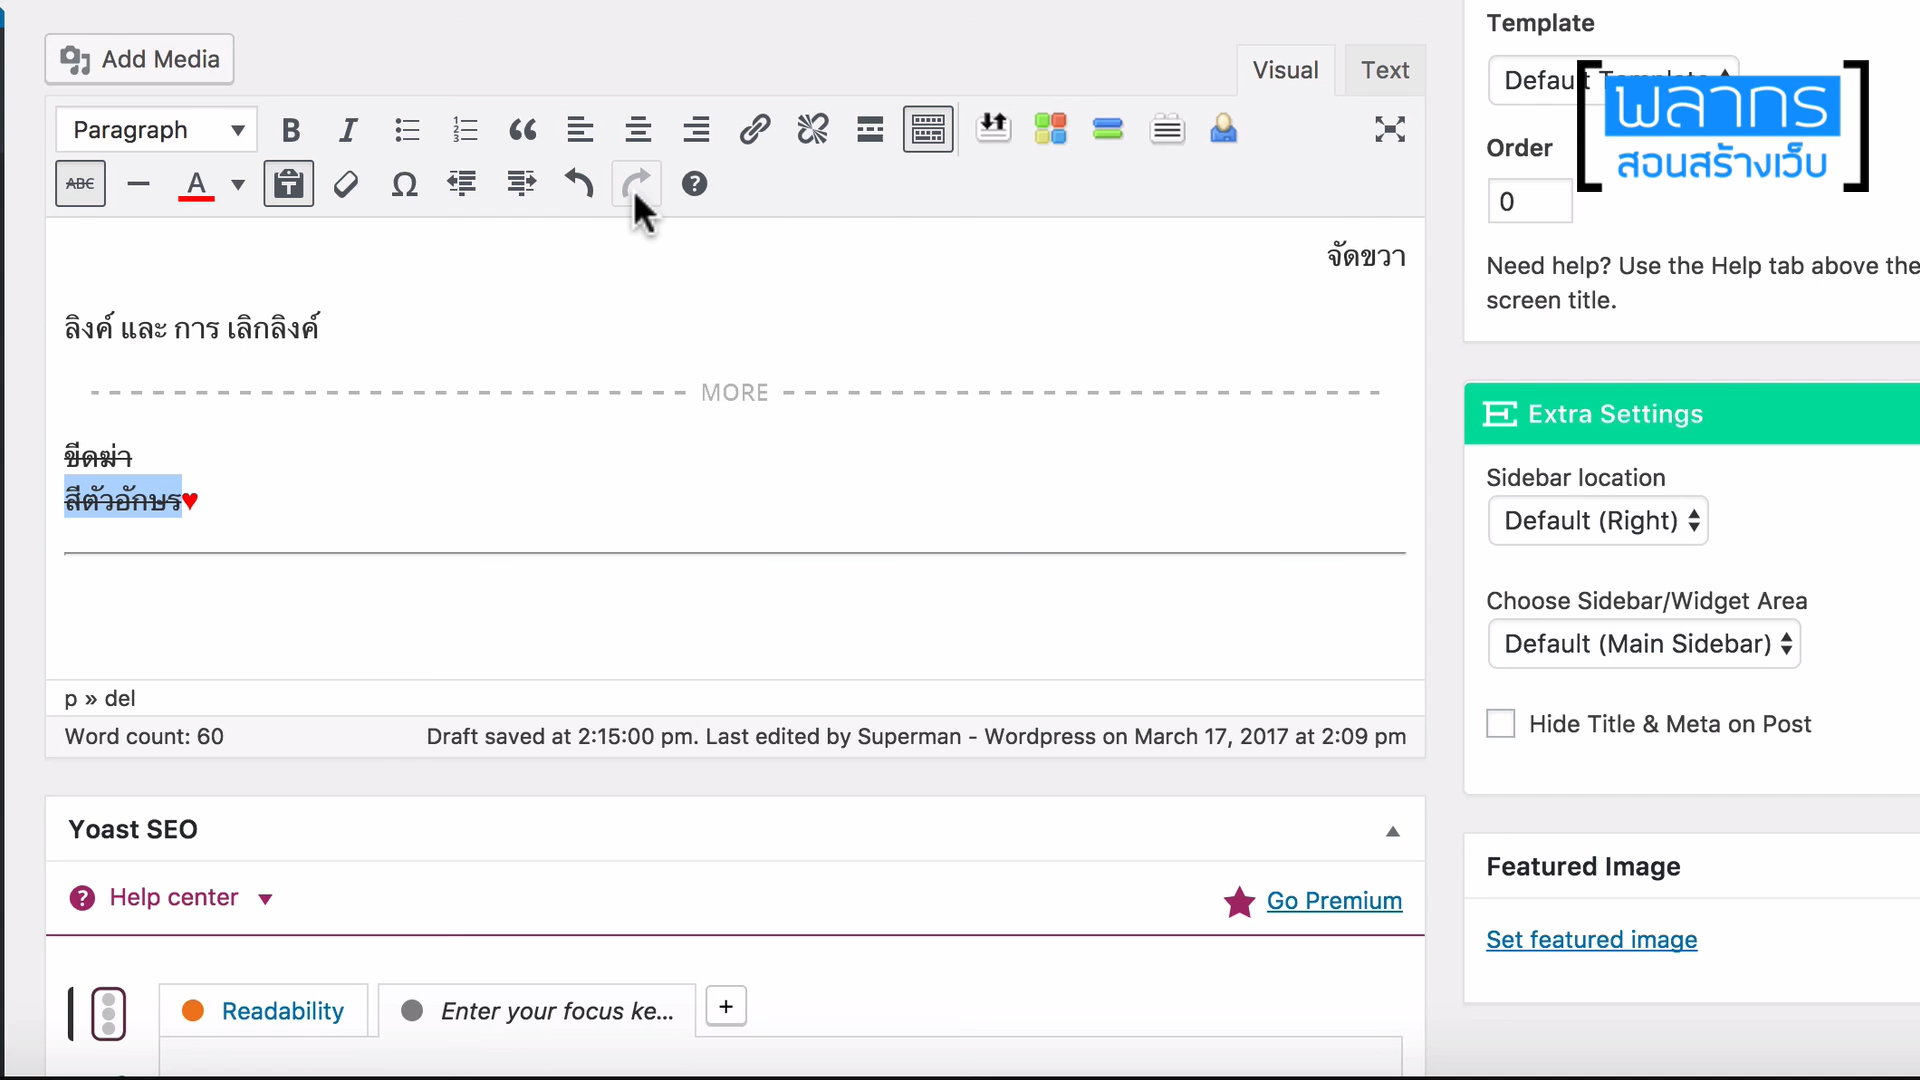 Add Media
Visual
Text
Paragraph
ABC
A
จัดขวา
ลิงค์ และ การ เลิกลิงค์
MORE
ขีดฆ่า
สีตัวอักษร♥
p » del
Word count: 60
Draft saved at 2:15:00 pm. Last edited by Superman - Wordpress on March 17, 2017 at 2:09 pm
Yoast SEO
Help center
Go Premium
Readability
Enter your focus ke...
+
Template
Default Template
พลากร
สอนสร้างเว็บ
Order
0
Need help? Use the Help tab above the
screen title.
Extra Settings
Sidebar location
Default (Right)
Choose Sidebar/Widget Area
Default (Main Sidebar)
Hide Title & Meta on Post
Featured Image
Set featured image